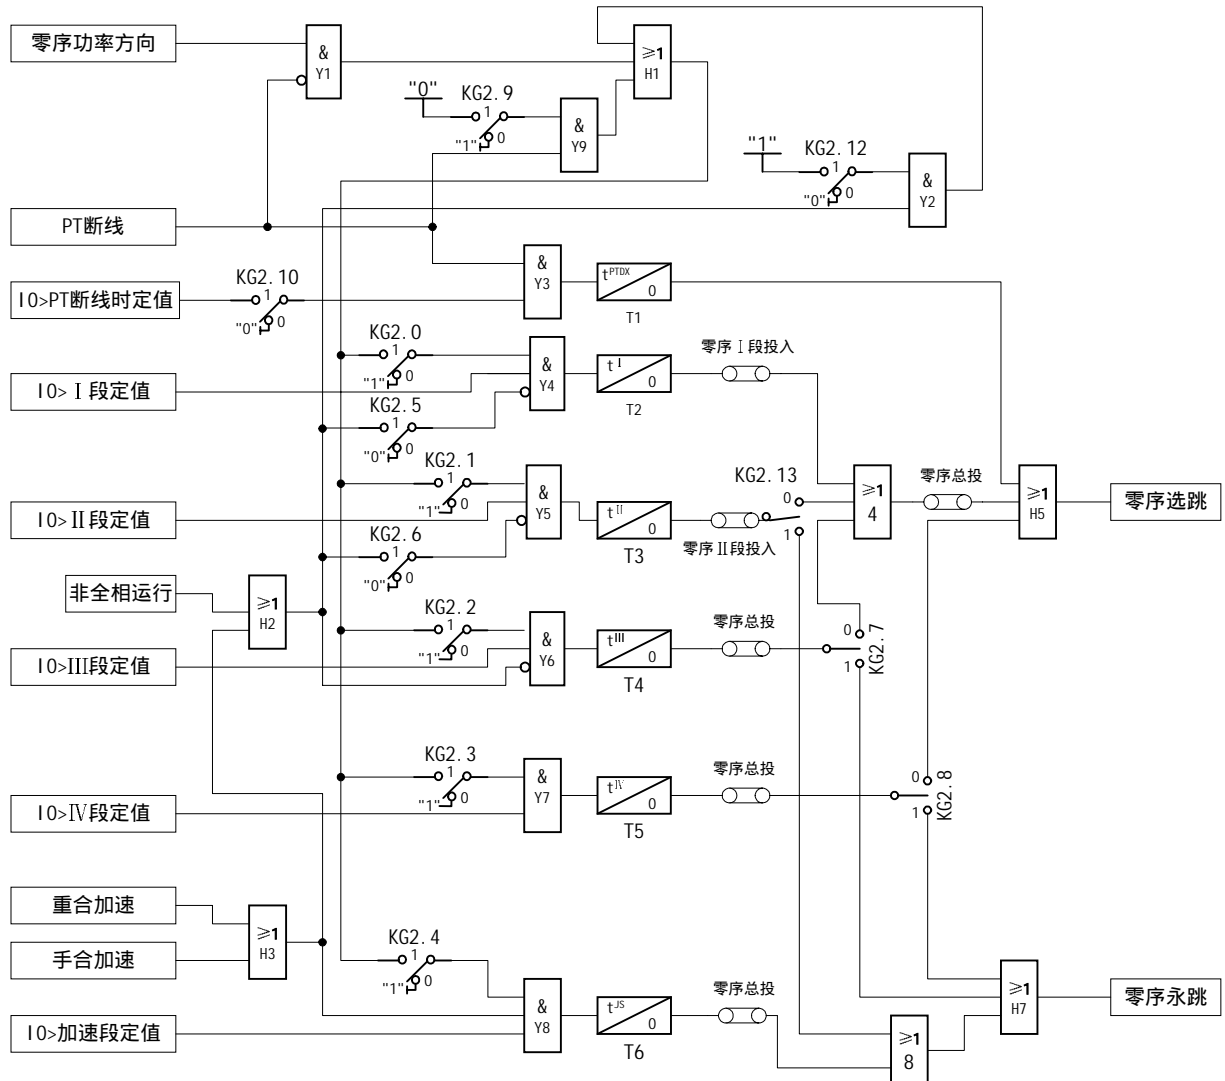 零序功率方向
&
Y1
≥1
H1
"0"
KG2.9
1
0
"1"
&
Y9
"1"
KG2.12
1
0
"0"
&
Y2
PT断线
I0>PT断线时定值
KG2.10
1
0
"0"
&
Y3
tPTDX
0
T1
KG2.0
1
0
"1"
I0>Ⅰ段定值
&
Y4
tⅠ
0
T2
零序Ⅰ段投入
KG2.5
1
0
"0"
KG2.1
1
0
"1"
I0>Ⅱ段定值
&
Y5
tⅡ
0
T3
零序Ⅱ段投入
KG2.13
0
1
≥1
4
零序总投
≥1
H5
零序选跳
KG2.6
1
0
"0"
非全相运行
≥1
H2
KG2.2
1
0
"1"
I0>Ⅲ段定值
&
Y6
tⅢ
0
T4
零序总投
0
1
KG2.7
KG2.3
1
0
"1"
I0>Ⅳ段定值
&
Y7
tⅣ
0
T5
零序总投
0
1
KG2.8
重合加速
手合加速
≥1
H3
KG2.4
1
0
"1"
I0>加速段定值
&
Y8
tJS
0
T6
零序总投
≥1
8
≥1
H7
零序永跳